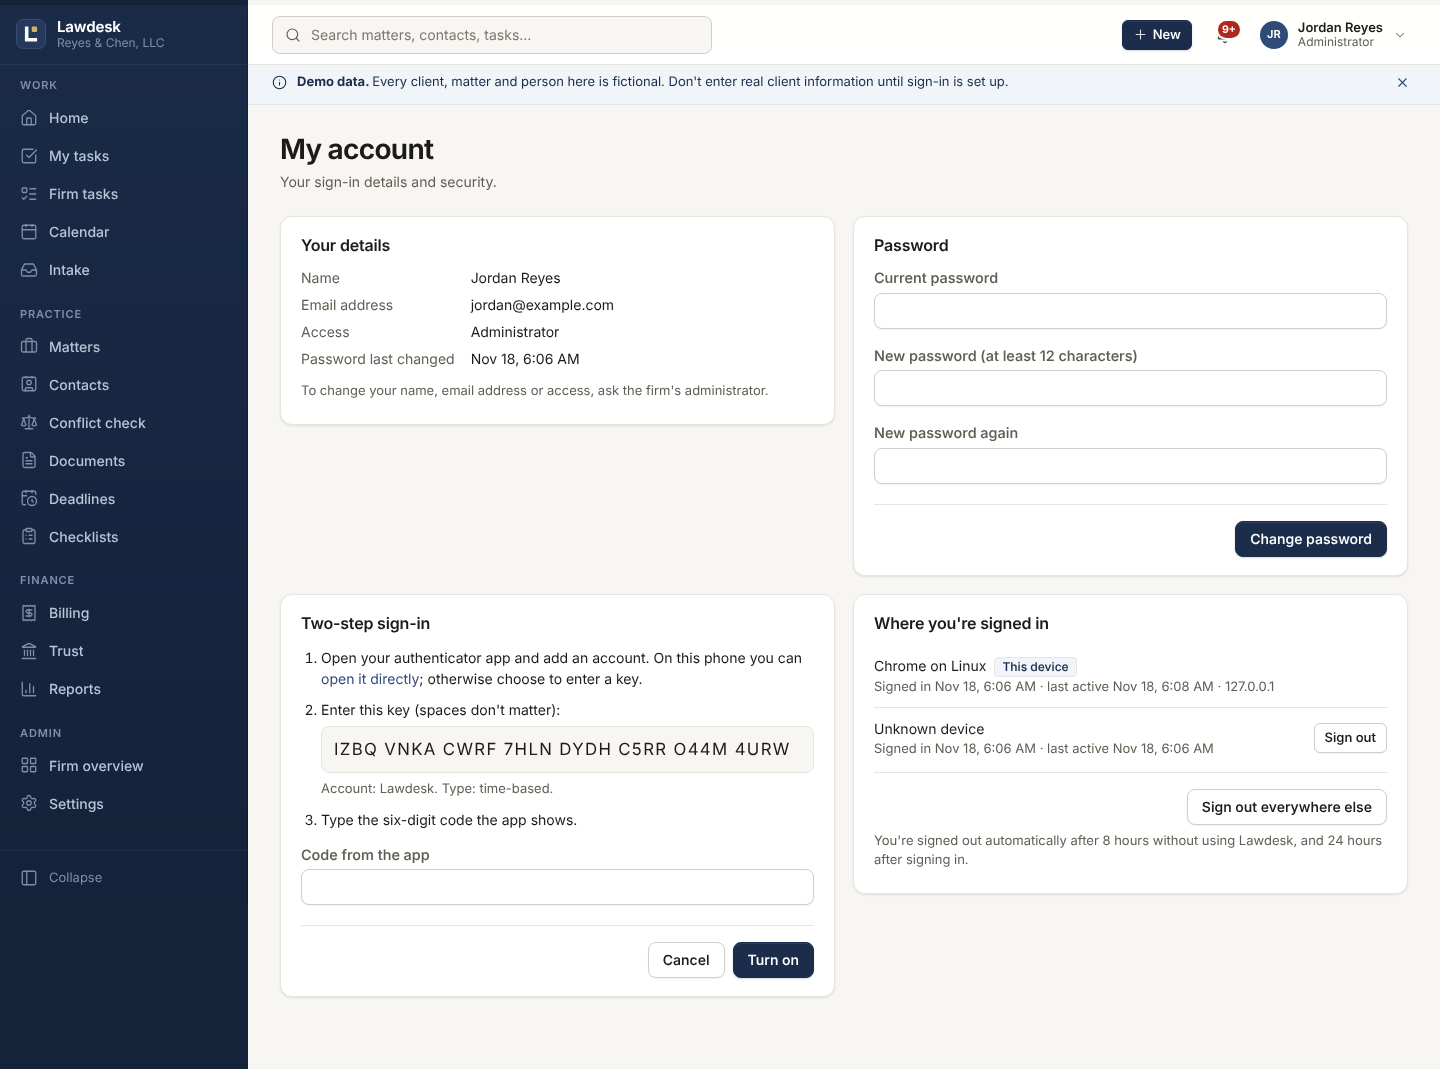 Lawdesk
Reyes & Chen, LLC
WORK
Home
My tasks
Firm tasks
Calendar
Intake
PRACTICE
Matters
Contacts
Conflict check
Documents
Deadlines
Checklists
FINANCE
Billing
Trust
Reports
ADMIN
Firm overview
Settings
Collapse
Search matters, contacts, tasks...
New
9+
JR
Jordan Reyes
Administrator
Demo data. Every client, matter and person here is fictional. Don't enter real client information until sign-in is set up.
My account
Your sign-in details and security.
Your details
Name Jordan Reyes
Email address jordan@example.com
Access Administrator
Password last changed Nov 18, 6:06 AM
To change your name, email address or access, ask the firm's administrator.
Password
Current password
New password (at least 12 characters)
New password again
Change password
Two-step sign-in
1. Open your authenticator app and add an account. On this phone you can
open it directly; otherwise choose to enter a key.
2. Enter this key (spaces don't matter):
IZBQ VNKA CWRF 7HLN DYDH C5RR O44M 4URW
Account: Lawdesk. Type: time-based.
3. Type the six-digit code the app shows.
Code from the app
Cancel
Turn on
Where you're signed in
Chrome on Linux This device
Signed in Nov 18, 6:06 AM · last active Nov 18, 6:08 AM · 127.0.0.1
Unknown device
Signed in Nov 18, 6:06 AM · last active Nov 18, 6:06 AM
Sign out
Sign out everywhere else
You're signed out automatically after 8 hours without using Lawdesk, and 24 hours
after signing in.